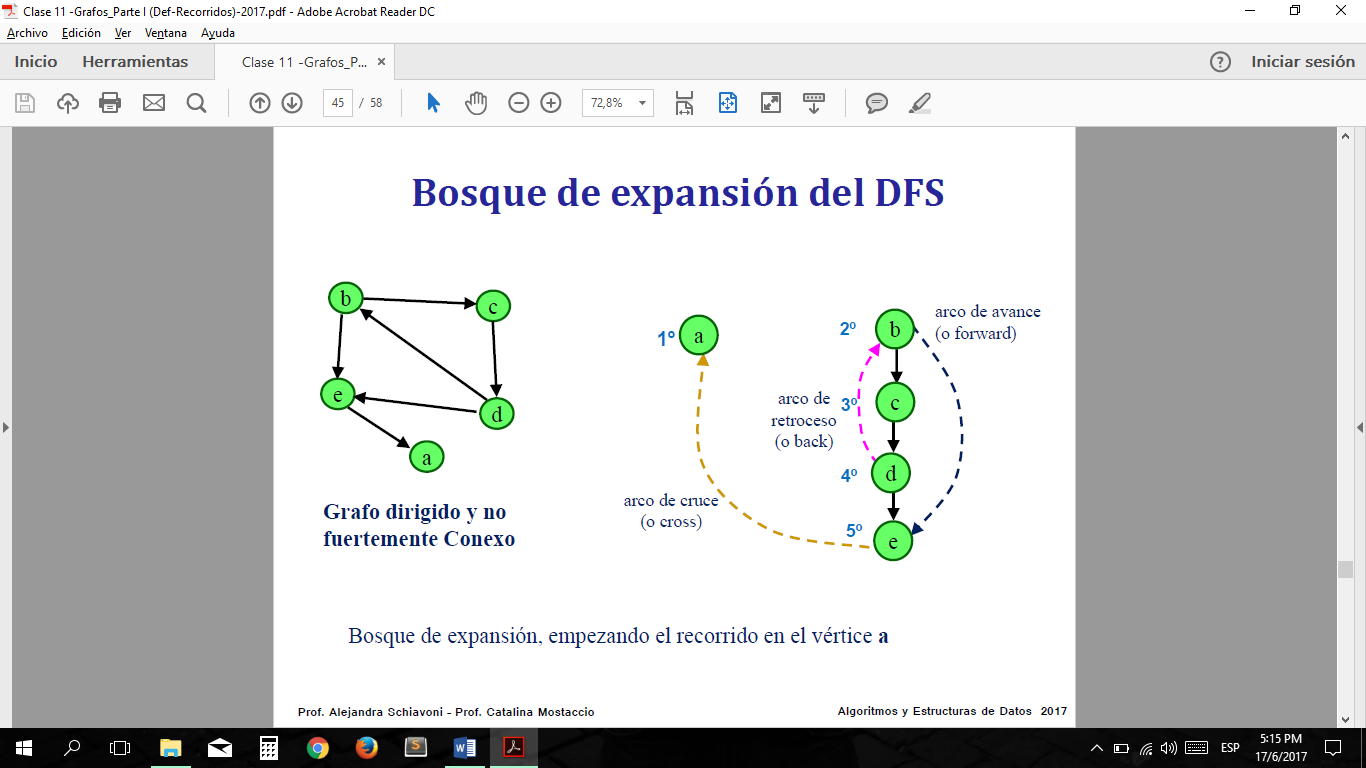 Clase 11 -Grafos_Parte I (Def-Recorridos)-2017.pdf - Adobe Acrobat Reader DC
Archivo Edición Ver Ventana Ayuda
Inicio Herramientas Clase 11 -Grafos_P... × ? Iniciar sesión
45 / 58 72,8%
Bosque de expansión del DFS
b
c
e
d
a
Grafo dirigido y no
fuertemente Conexo
1º a
2º b
arco de avance
(o forward)
3º c
arco de
retroceso
(o back)
4º d
5º e
arco de cruce
(o cross)
Bosque de expansión, empezando el recorrido en el vértice a
Prof. Alejandra Schiavoni - Prof. Catalina Mostaccio
Algoritmos y Estructuras de Datos 2017
S W
ESP
5:15 PM
17/6/2017